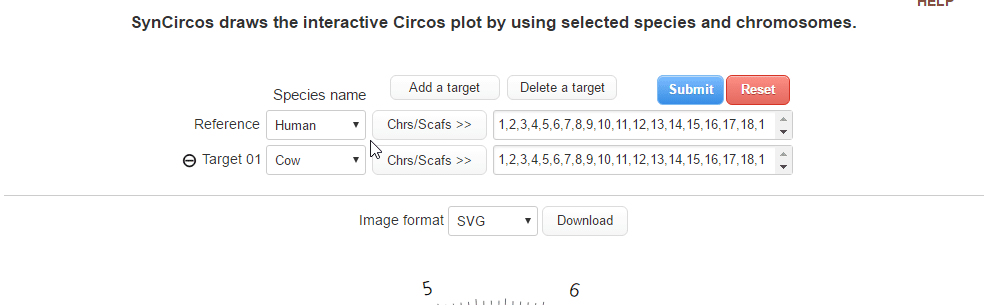 HELP
SynCircos draws the interactive Circos plot by using selected species and chromosomes.
Species name Add a target Delete a target Submit Reset
Reference Human Chrs/Scafs >> 1,2,3,4,5,6,7,8,9,10,11,12,13,14,15,16,17,18,1
Target 01 Cow Chrs/Scafs >> 1,2,3,4,5,6,7,8,9,10,11,12,13,14,15,16,17,18,1
Image format SVG Download
5 6